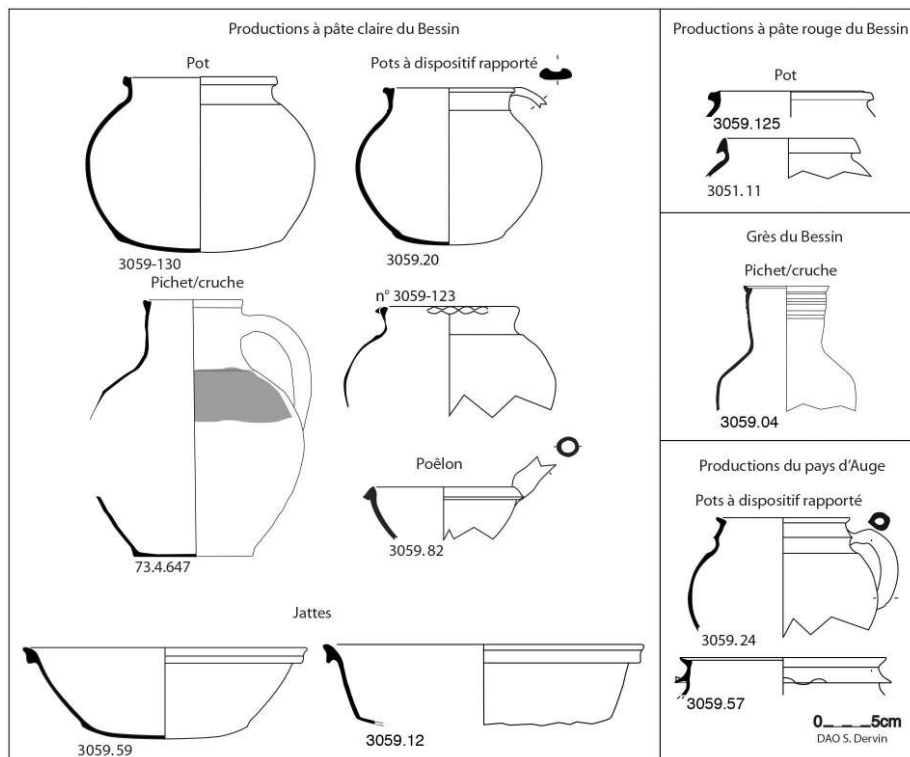 Productions à pâte claire du Bessin
Pot
Pots à dispositif rapporté
3059-130
3059.20
Pichet/cruche
n° 3059-123
73.4.647
Poêlon
3059.82
Jattes
3059.59
3059.12
Productions à pâte rouge du Bessin
Pot
3059.125
3051.11
Grès du Bessin
Pichet/cruche
3059.04
Productions du pays d'Auge
Pots à dispositif rapporté
3059.24
3059.57
0 5cm
DAO S. Dervin